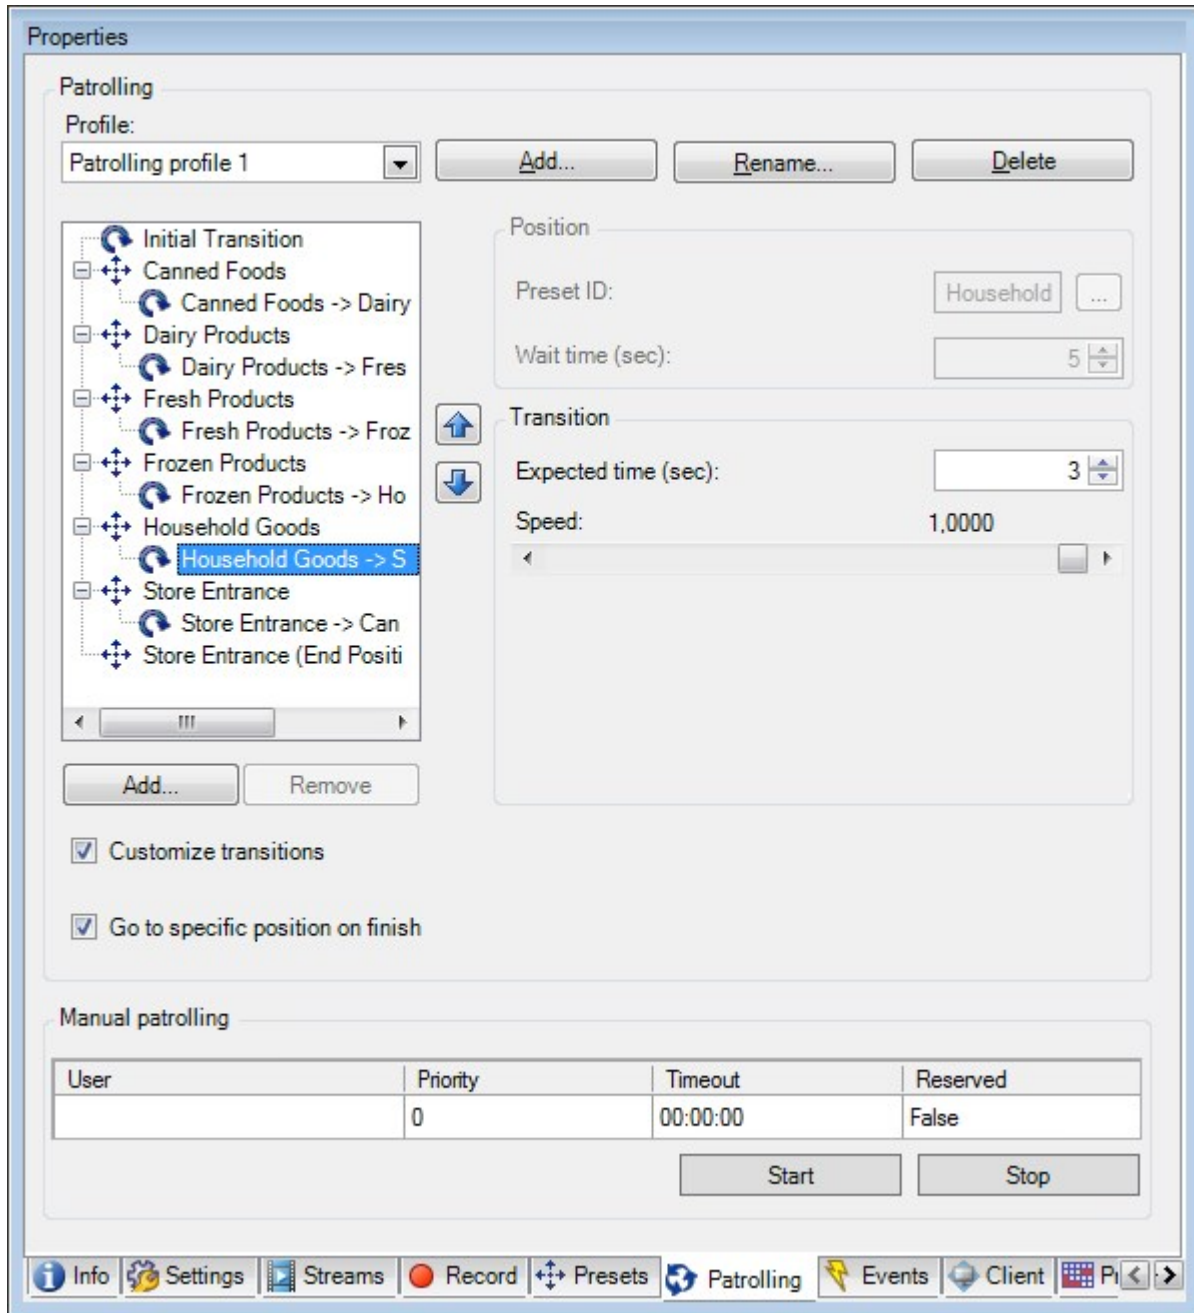 Properties
Patrolling
Profile:
Patrolling profile 1
Add...
Rename...
Delete
Initial Transition
Canned Foods
Canned Foods -> Dairy
Dairy Products
Dairy Products -> Fres
Fresh Products
Fresh Products -> Froz
Frozen Products
Frozen Products -> Ho
Household Goods
Household Goods -> S
Store Entrance
Store Entrance -> Can
Store Entrance (End Positi
Add...
Remove
Position
Preset ID:
Household
...
Wait time (sec):
5
Transition
Expected time (sec):
3
Speed:
1,0000
Customize transitions
Go to specific position on finish
Manual patrolling
User Priority Timeout Reserved
0 00:00:00 False
Start
Stop
Info Settings Streams Record Presets Patrolling Events Client